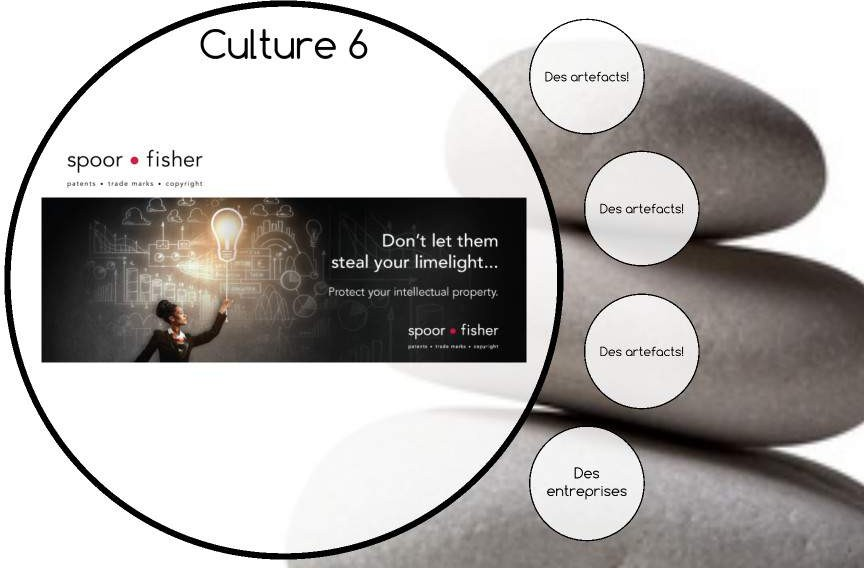 Culture 6
spoor • fisher
patents • trade marks • copyright
Don't let them
steal your limelight...
Protect your intellectual property.
spoor • fisher
patents • trade marks • copyright
Des artefacts!
Des artefacts!
Des artefacts!
Des
entreprises